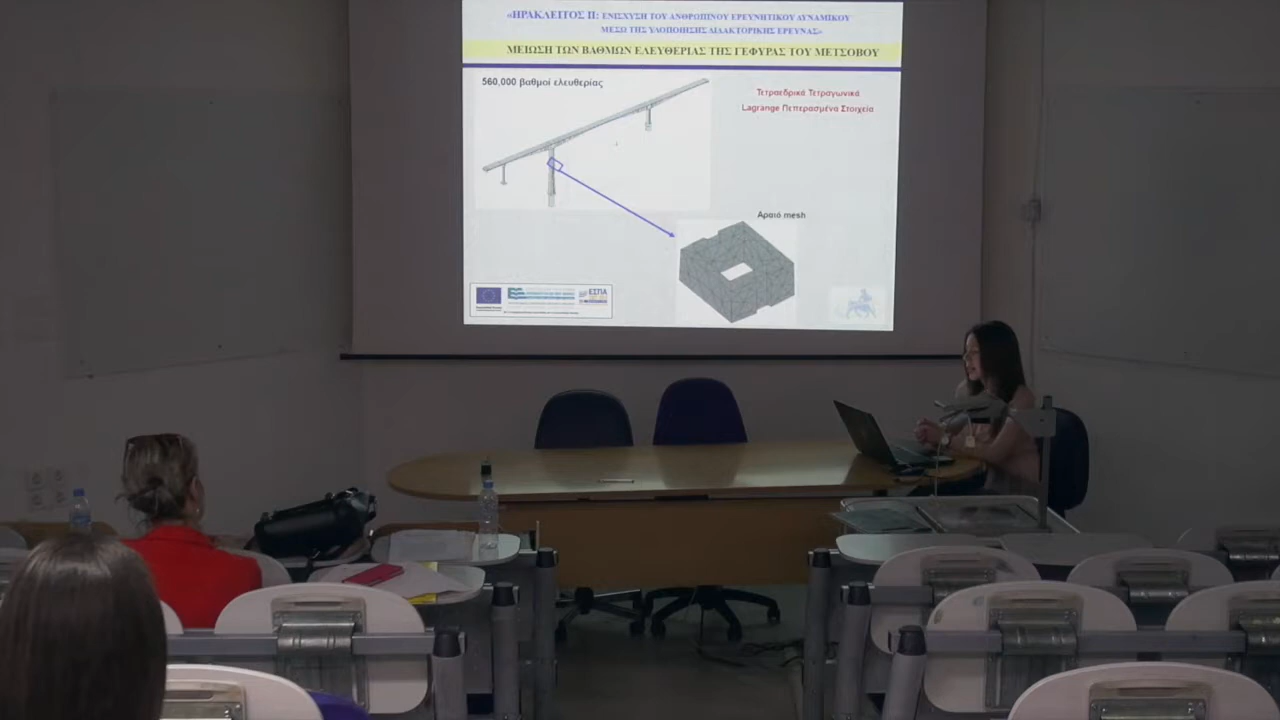 «ΗΡΑΚΛΕΙΤΟΣ ΙΙ: ΕΝΙΣΧΥΣΗ ΤΟΥ ΑΝΘΡΩΠΙΝΟΥ ΕΡΕΥΝΗΤΙΚΟΥ ΔΥΝΑΜΙΚΟΥ
ΜΕΣΩ ΤΗΣ ΥΛΟΠΟΙΗΣΗΣ ΔΙΔΑΚΤΟΡΙΚΗΣ ΕΡΕΥΝΑΣ»
ΜΕΙΩΣΗ ΤΩΝ ΒΑΘΜΩΝ ΕΛΕΥΘΕΡΙΑΣ ΤΗΣ ΓΕΦΥΡΑΣ ΤΟΥ ΜΕΤΣΟΒΟΥ
560,000 βαθμοί ελευθερίας
Τετραεδρικά Τετραγωνικά
Lagrange Πεπερασμένα Στοιχεία
Αραιό mesh
ΕΣΠΑ